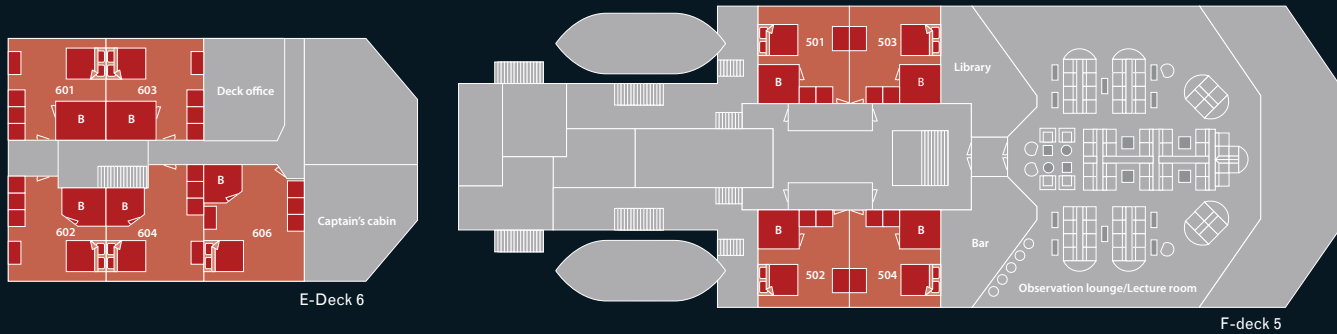 601
603
B
B
Deck office
B
B
B
602
604
606
Captain's cabin
E-Deck 6
501
503
B
B
Library
B
B
502
504
Bar
Observation lounge/Lecture room
F-deck 5